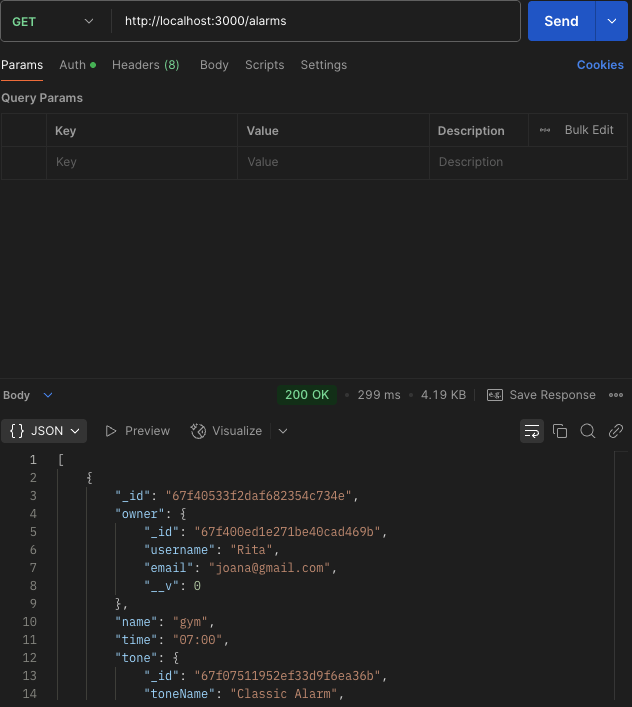 GET http://localhost:3000/alarms Send
Params Auth Headers (8) Body Scripts Settings Cookies
Query Params
Key Value Description Bulk Edit
Key Value Description
Body 200 OK 299 ms 4.19 KB e.g. Save Response
{} JSON Preview Visualize
1 [
2 {
3 "_id": "67f40533f2daf682354c734e",
4 "owner": {
5 "_id": "67f400ed1e271be40cad469b",
6 "username": "Rita",
7 "email": "joana@gmail.com",
8 "__v": 0
9 },
10 "name": "gym",
11 "time": "07:00",
12 "tone": {
13 "_id": "67f07511952ef33d9f6ea36b",
14 "toneName": "Classic Alarm",